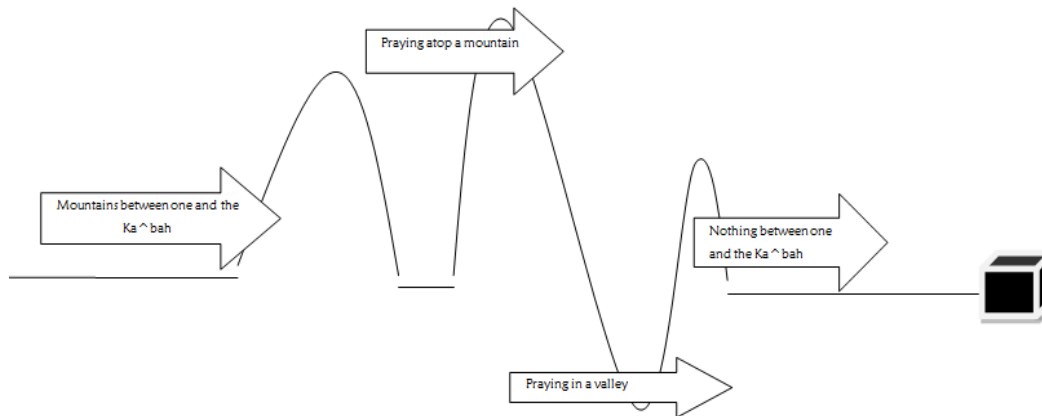 Praying atop a mountain
Mountains between one and the
Ka^bah
Nothing between one
and the Ka^bah
Praying in a valley